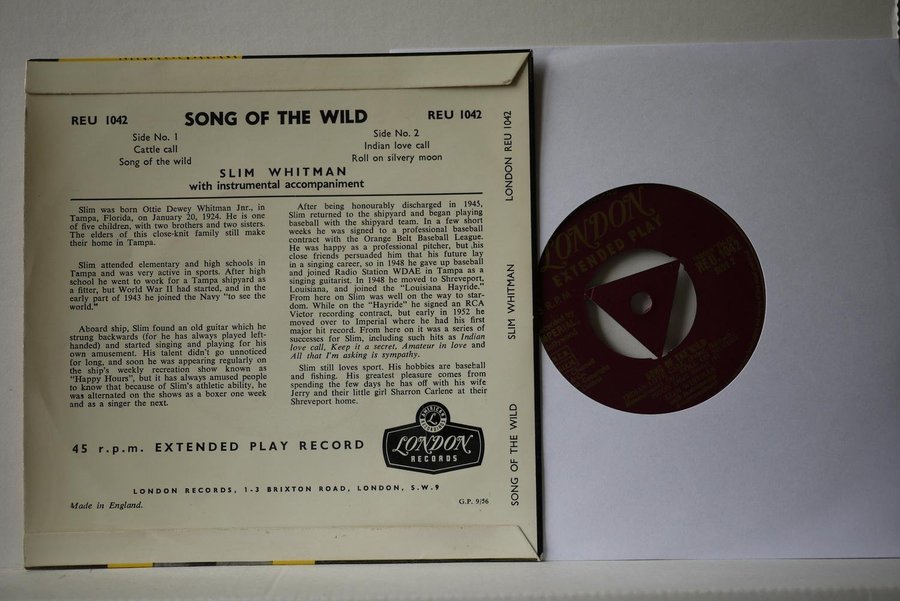 REU 1042
SONG OF THE WILD
REU 1042
Side No. 1
Cattle call
Song of the wild
Side No. 2
Indian love call
Roll on silvery moon
SLIM WHITMAN
with instrumental accompaniment
Slim was born Ottie Dewey Whitman Jnr., in
Tampa, Florida, on January 20, 1924. He is one
of five children, with two brothers and two sisters.
The elders of this close-knit family still make
their home in Tampa.
Slim attended elementary and high schools in
Tampa and was very active in sports. After high
school he went to work for a Tampa shipyard as
a fitter, but World War II had started, and in the
early part of 1943 he joined the Navy "to see the
world."
Aboard ship, Slim found an old guitar which he
strung backwards (for he has always played left-
handed) and started singing and playing for his
own amusement. His talent didn't go unnoticed
for long, and soon he was appearing regularly on
the ship's weekly recreation show known as
"Happy Hours", but it has always amused people
to know that because of Slim's athletic ability, he
was alternated on the shows as a boxer one week
and as a singer the next.
After being honourably discharged in 1945,
Slim returned to the shipyard and began playing
baseball with the shipyard team. In a few short
weeks he was signed to a professional baseball
contract with the Orange Belt Baseball League.
He was happy as a professional pitcher, but his
close friends persuaded him that his future lay
in a singing career, so in 1948 he gave up baseball
and joined Radio Station WDAE in Tampa as a
singing guitarist. In 1948 he moved to Shreveport,
Louisiana, and joined the "Louisiana Hayride."
From here on Slim was well on the way to star-
dom. While on the "Hayride" he signed an RCA
Victor recording contract, but early in 1952 he
moved over to Imperial where he had his first
major hit record. From here on it was a series of
successes for Slim, including such hits as Indian
love call, Keep it a secret, Amateur in love and
All that I'm asking is sympathy.
Slim still loves sport. His hobbies are baseball
and fishing. His greatest pleasure comes from
spending the few days he has off with his wife
Jerry and their little girl Sharron Carlene at their
Shreveport home.
45 r.p.m. EXTENDED PLAY RECORD
AMERICAN
RECORDINGS
L
LONDON
RECORDS
LONDON RECORDS, 1-3 BRIXTON ROAD, LONDON, S.W.9
Made in England.
G.P. 9/56
LONDON REU 1042
SLIM WHITMAN
SONG OF THE WILD
LONDON
EXTENDED PLAY
R.P.M
REU.1042
SIDE 2